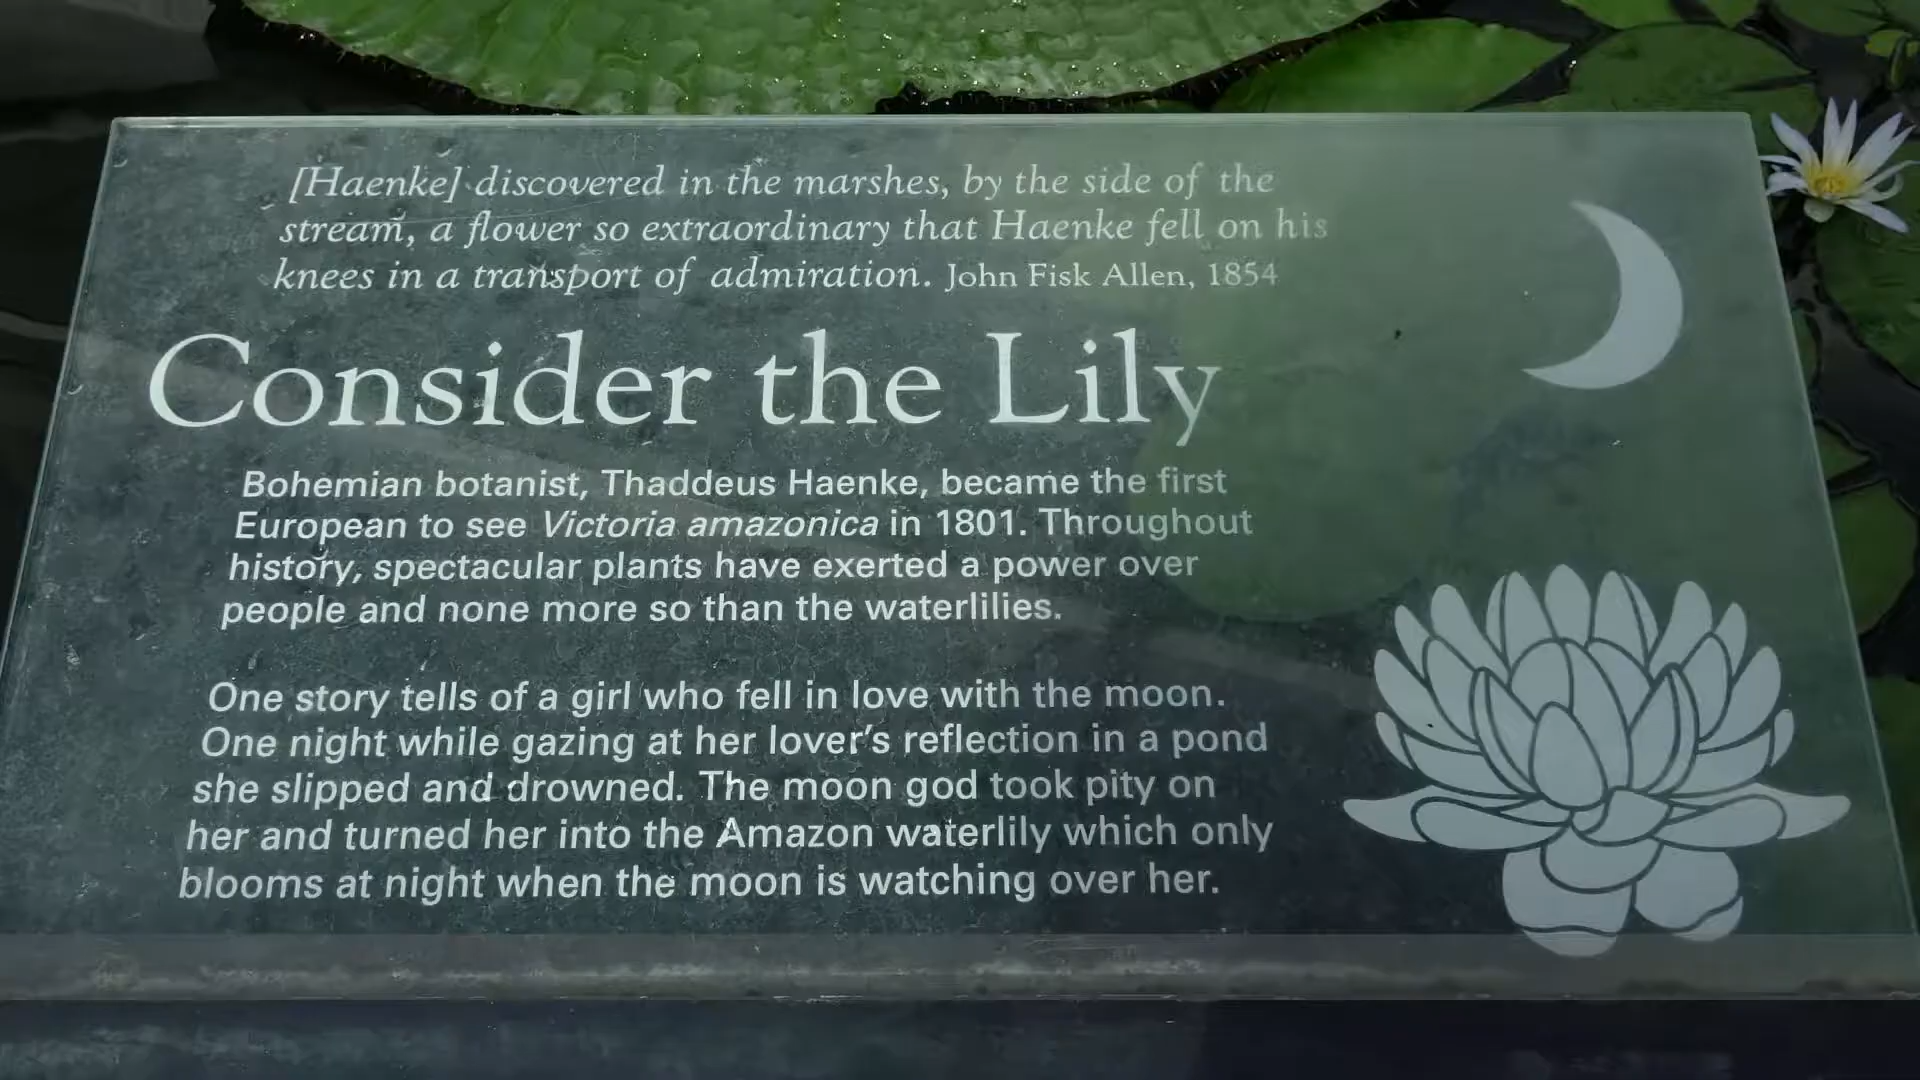 [Haenke] discovered in the marshes, by the side of the
stream, a flower so extraordinary that Haenke fell on his
knees in a transport of admiration. John Fisk Allen, 1854
Consider the Lily
Bohemian botanist, Thaddeus Haenke, became the first
European to see Victoria amazonica in 1801. Throughout
history, spectacular plants have exerted a power over
people and none more so than the waterlilies.
One story tells of a girl who fell in love with the moon.
One night while gazing at her lover's reflection in a pond
she slipped and drowned. The moon god took pity on
her and turned her into the Amazon waterlily which only
blooms at night when the moon is watching over her.